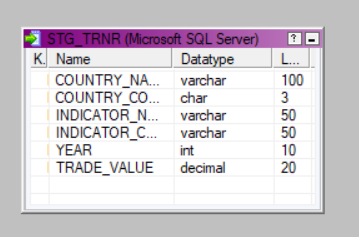 STG_TRNR (Microsoft SQL Server) ?
K. Name Datatype L...
COUNTRY_NA... varchar 100
COUNTRY_CO... char 3
INDICATOR_N... varchar 50
INDICATOR_C... varchar 50
YEAR int 10
TRADE_VALUE decimal 20